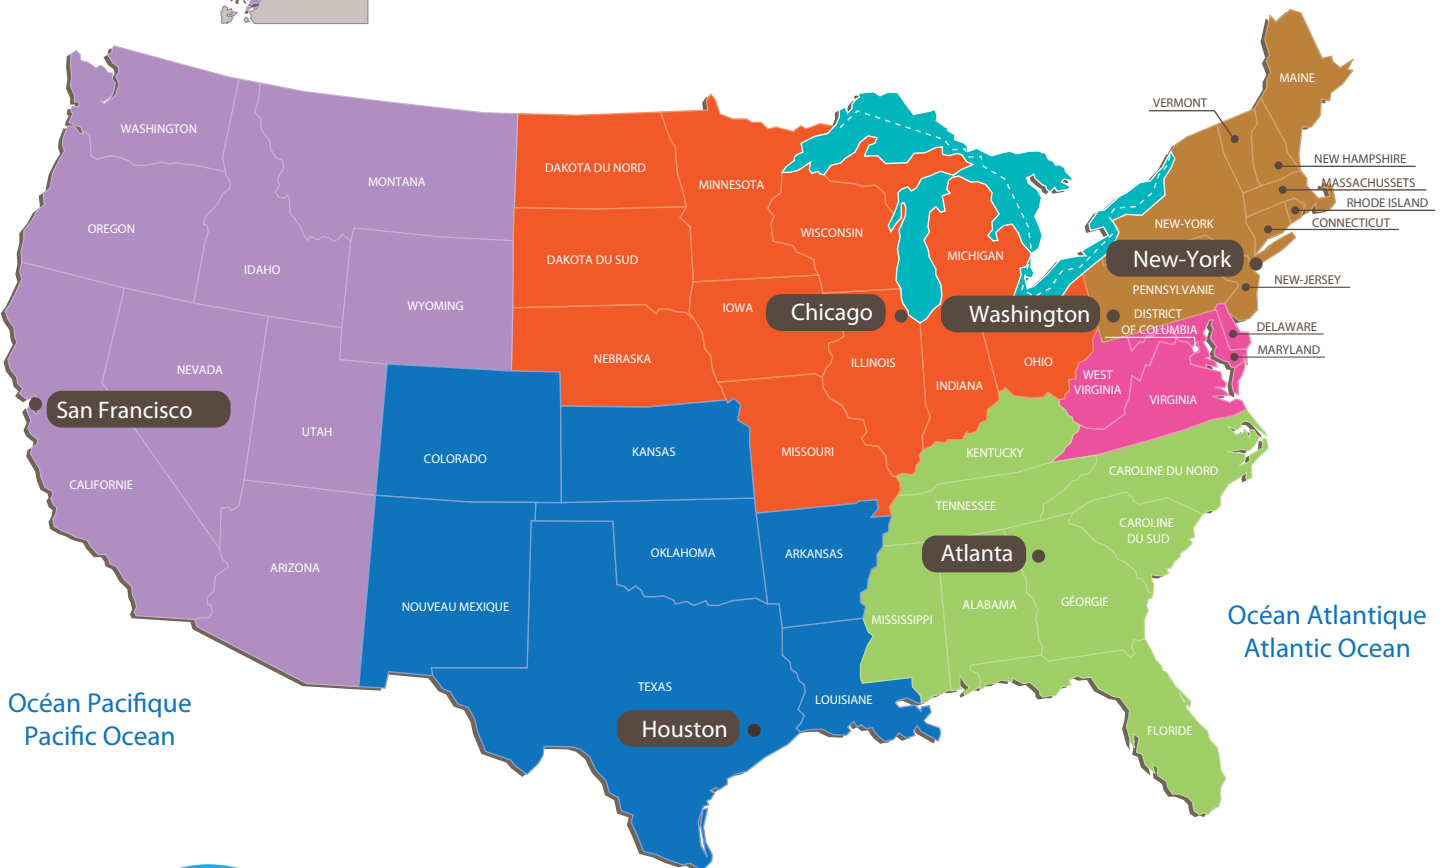 MAINE
VERMONT
WASHINGTON
NEW HAMPSHIRE
DAKOTA DU NORD
MONTANA
MINNESOTA
MASSACHUSSETS
RHODE ISLAND
NEW-YORK
CONNECTICUT
OREGON
WISCONSIN
MICHIGAN
New-York
DAKOTA DU SUD
IDAHO
NEW-JERSEY
PENNSYLVANIE
WYOMING
IOWA
Chicago
Washington
DISTRICT
OF COLUMBIA
DELAWARE
MARYLAND
NEBRASKA
ILLINOIS
OHIO
NEVADA
INDIANA
WEST
VIRGINIA
VIRGINIA
San Francisco
UTAH
COLORADO
KANSAS
MISSOURI
KENTUCKY
CAROLINE DU NORD
CALIFORNIE
TENNESSEE
CAROLINE
DU SUD
OKLAHOMA
ARKANSAS
Atlanta
ARIZONA
NOUVEAU MEXIQUE
ALABAMA
GÉORGIE
MISSISSIPPI
Océan Atlantique
Atlantic Ocean
TEXAS
LOUISIANE
Océan Pacifique
Pacific Ocean
Houston
FLORIDE